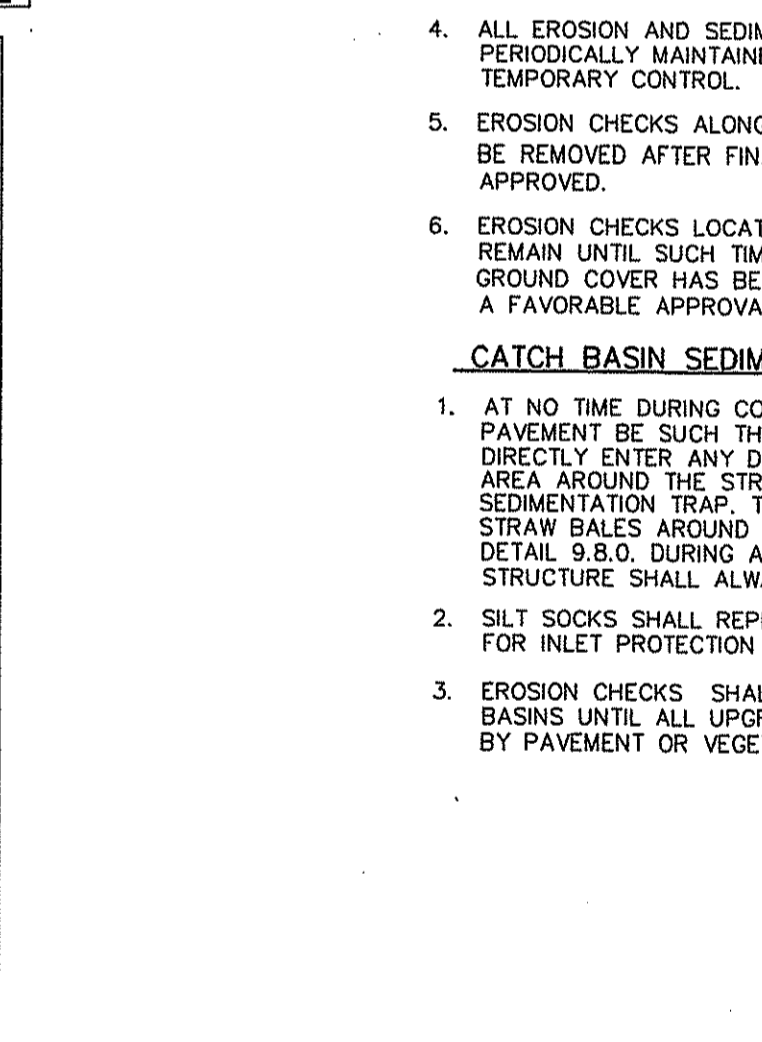 4. ALL EROSION AND SEDIM
PERIODICALLY MAINTAINE
TEMPORARY CONTROL.
5. EROSION CHECKS ALONG
BE REMOVED AFTER FIN
APPROVED.
6. EROSION CHECKS LOCAT
REMAIN UNTIL SUCH TIM
GROUND COVER HAS BE
A FAVORABLE APPROVA
CATCH BASIN SEDIM
1. AT NO TIME DURING CO
PAVEMENT BE SUCH TH
DIRECTLY ENTER ANY D
AREA AROUND THE STR
SEDIMENTATION TRAP. T
STRAW BALES AROUND
DETAIL 9.8.0. DURING A
STRUCTURE SHALL ALWA
2. SILT SOCKS SHALL REPL
FOR INLET PROTECTION
3. EROSION CHECKS SHAL
BASINS UNTIL ALL UPGR
BY PAVEMENT OR VEGE